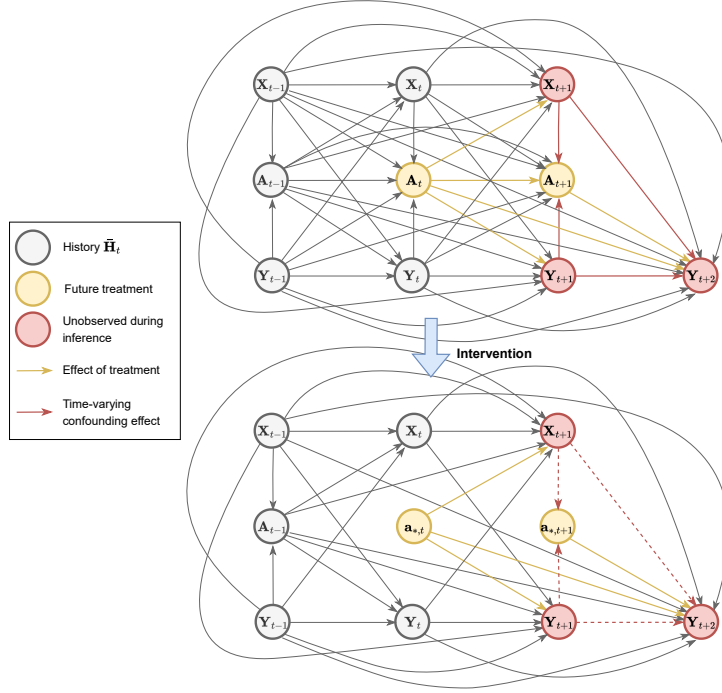 X_{t-1} X_t X_{t+1}
A_{t-1} A_t A_{t+1}
Y_{t-1} Y_t Y_{t+1} Y_{t+2}
History H̄_t
Future treatment
Unobserved during
inference
Effect of treatment
Time-varying
confounding effect
Intervention
X_{t-1} X_t X_{t+1}
A_{t-1} a_{*,t} a_{*,t+1}
Y_{t-1} Y_t Y_{t+1} Y_{t+2}